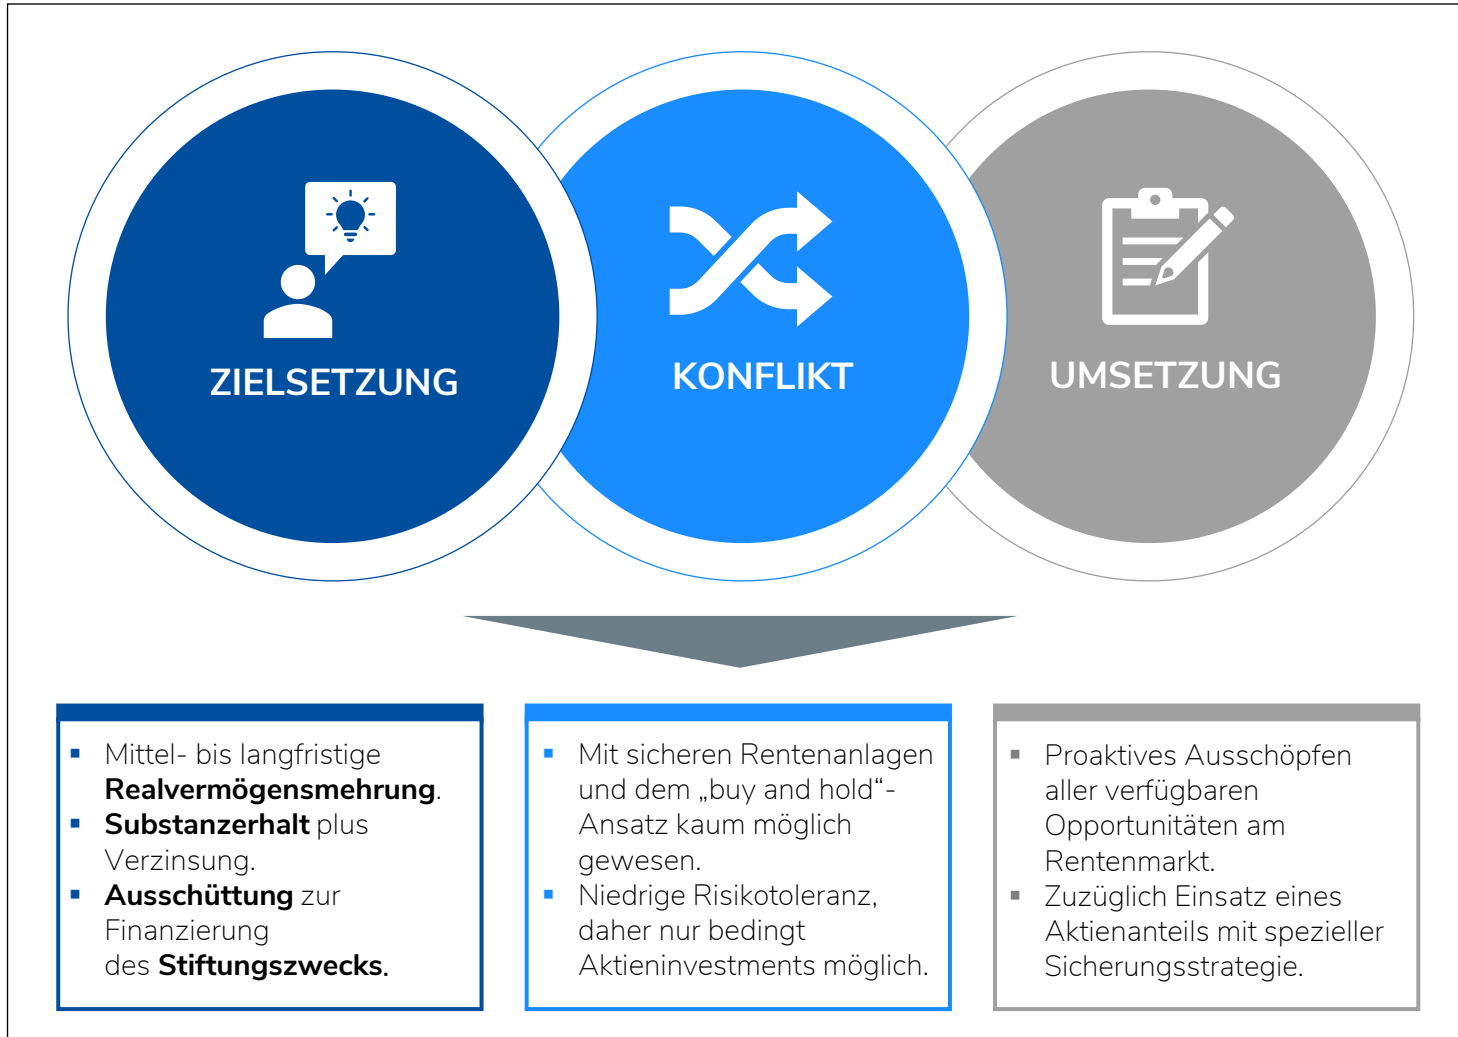 ZIELSETZUNG
KONFLIKT
UMSETZUNG
Mittel- bis langfristige
Realvermögensmehrung.
Substanzerhalt plus
Verzinsung.
Ausschüttung zur
Finanzierung
des Stiftungszwecks.
Mit sicheren Rentenanlagen
und dem „buy and hold“-
Ansatz kaum möglich
gewesen.
Niedrige Risikotoleranz,
daher nur bedingt
Aktieninvestments möglich.
Proaktives Ausschöpfen
aller verfügbaren
Opportunitäten am
Rentenmarkt.
Zuzüglich Einsatz eines
Aktienanteils mit spezieller
Sicherungsstrategie.